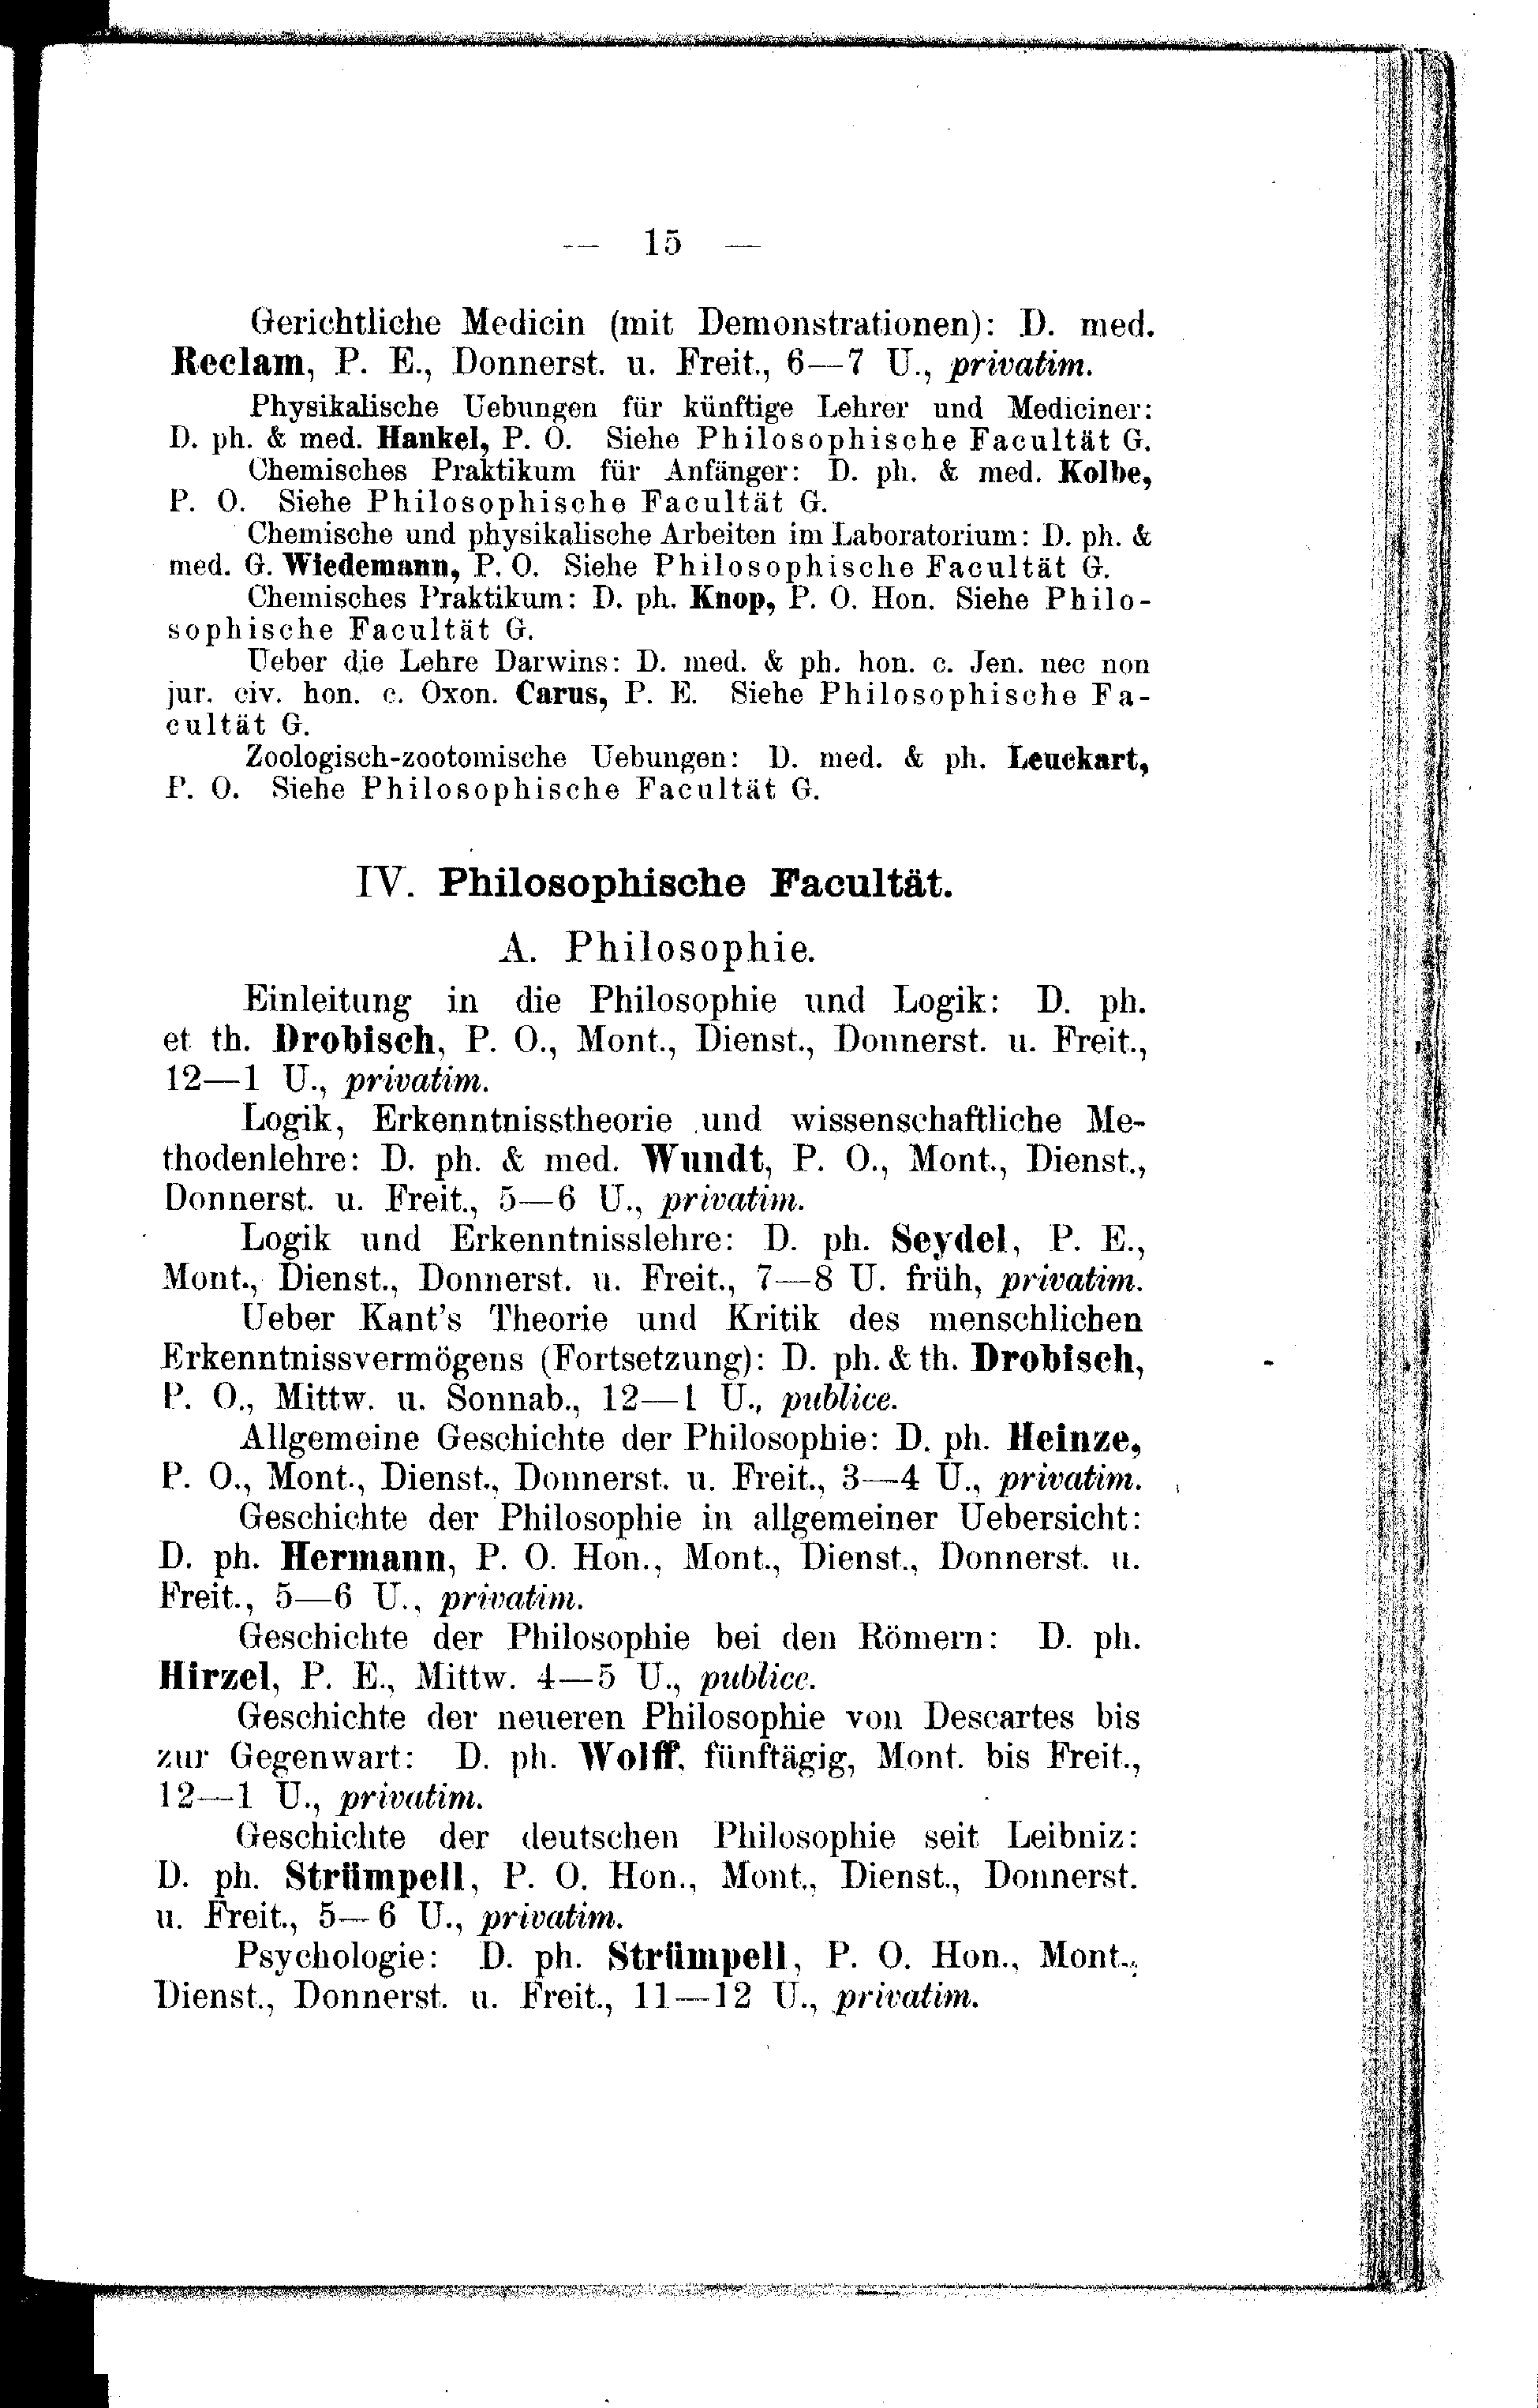 — 15 —
Gerichtliche Medicin (mit Demonstrationen): D. med.
Reclam, P. E., Donnerst. u. Freit., 6—7 U., privatim.
Physikalische Uebungen für künftige Lehrer und Mediciner:
D. ph. & med. Hankel, P. O. Siehe Philosophische Facultät G.
Chemisches Praktikum für Anfänger: D. ph. & med. Kolbe,
P. O. Siehe Philosophische Facultät G.
Chemische und physikalische Arbeiten im Laboratorium: D. ph. &
med. G. Wiedemann, P. O. Siehe Philosophische Facultät G.
Chemisches Praktikum: D. ph. Knop, P. O. Hon. Siehe Philo-
sophische Facultät G.
Ueber die Lehre Darwins: D. med. & ph. hon. c. Jen. nec non
jur. civ. hon. c. Oxon. Carus, P. E. Siehe Philosophische Fa-
cultät G.
Zoologisch-zootomische Uebungen: D. med. & ph. Leuckart,
P. O. Siehe Philosophische Facultät G.
IV. Philosophische Facultät.
A. Philosophie.
Einleitung in die Philosophie und Logik: D. ph.
et th. Drobisch, P. O., Mont., Dienst., Donnerst. u. Freit.,
12—1 U., privatim.
Logik, Erkenntnisstheorie und wissenschaftliche Me-
thodenlehre: D. ph. & med. Wundt, P. O., Mont., Dienst.,
Donnerst. u. Freit., 5—6 U., privatim.
Logik und Erkenntnisslehre: D. ph. Seydel, P. E.,
Mont., Dienst., Donnerst. u. Freit., 7—8 U. früh, privatim.
Ueber Kant's Theorie und Kritik des menschlichen
Erkenntnissvermögens (Fortsetzung): D. ph. & th. Drobisch,
P. O., Mittw. u. Sonnab., 12—1 U., publice.
Allgemeine Geschichte der Philosophie: D. ph. Heinze,
P. O., Mont., Dienst., Donnerst. u. Freit., 3—4 U., privatim.
Geschichte der Philosophie in allgemeiner Uebersicht:
D. ph. Hermann, P. O. Hon., Mont., Dienst., Donnerst. u.
Freit., 5—6 U., privatim.
Geschichte der Philosophie bei den Römern: D. ph.
Hirzel, P. E., Mittw. 4—5 U., publice.
Geschichte der neueren Philosophie von Descartes bis
zur Gegenwart: D. ph. Wolff, fünftägig, Mont. bis Freit.,
12—1 U., privatim.
Geschichte der deutschen Philosophie seit Leibniz:
D. ph. Strümpell, P. O. Hon., Mont., Dienst., Donnerst.
u. Freit., 5—6 U., privatim.
Psychologie: D. ph. Strümpell, P. O. Hon., Mont.,
Dienst., Donnerst. u. Freit., 11—12 U., privatim.